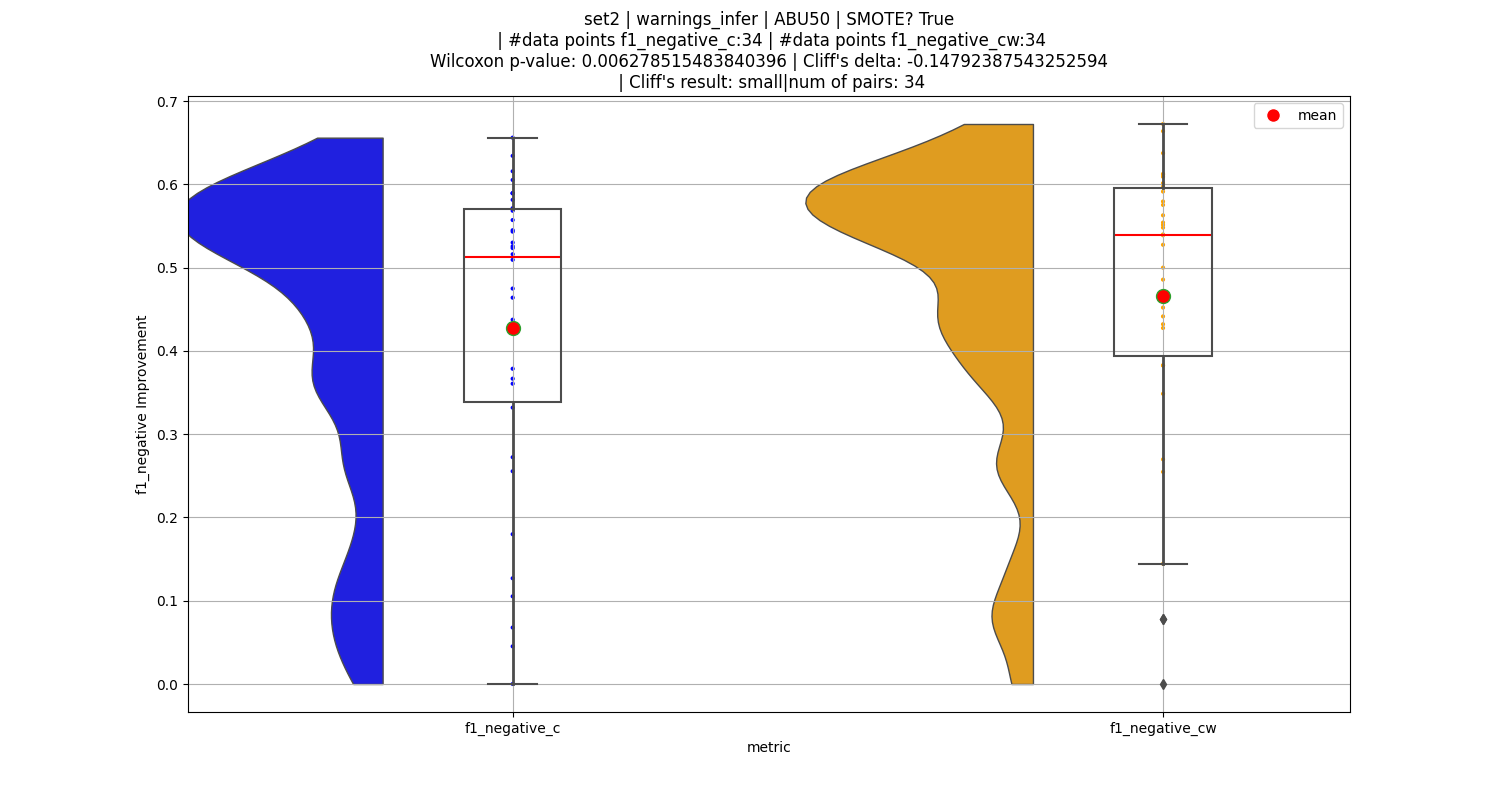 set2 | warnings_infer | ABU50 | SMOTE? True
| #data points f1_negative_c:34 | #data points f1_negative_cw:34
Wilcoxon p-value: 0.006278515483840396 | Cliff's delta: -0.14792387543252594
| Cliff's result: small|num of pairs: 34
mean
0.7
0.6
0.5
0.4
0.3
0.2
0.1
0.0
f1_negative Improvement
f1_negative_c
f1_negative_cw
metric